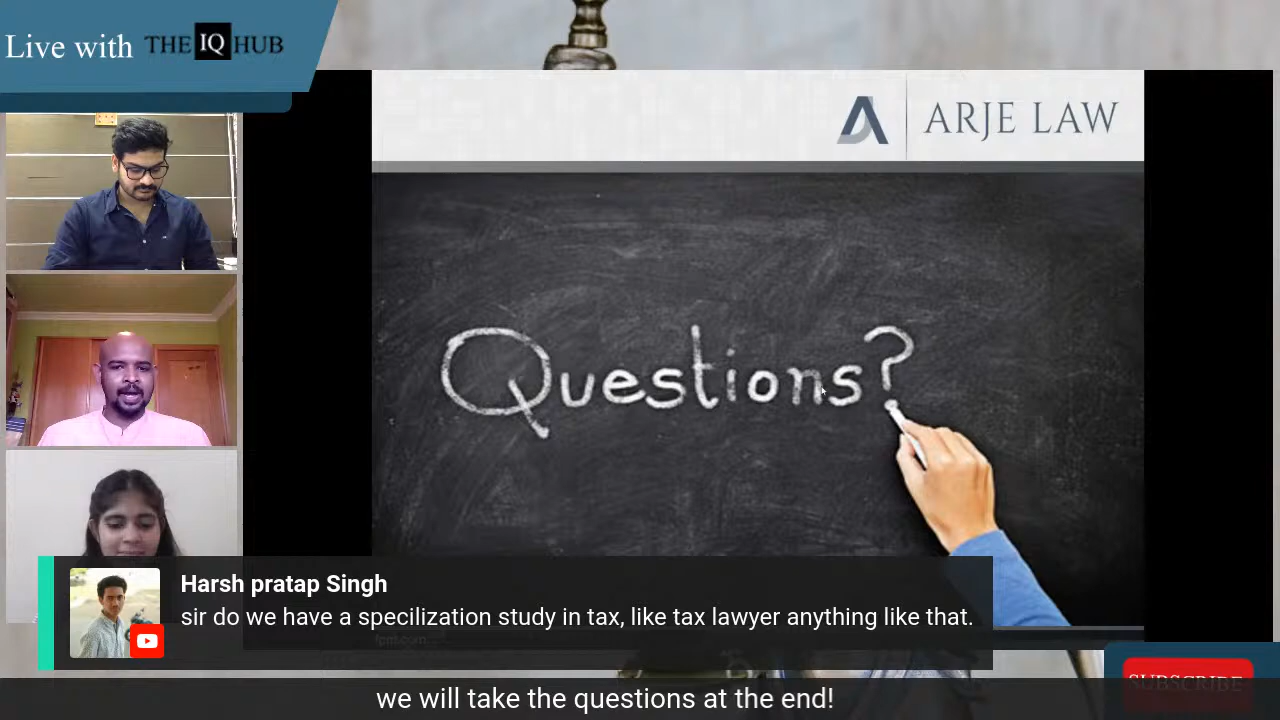 Live with THE IQ HUB
ARJE LAW
Questions?
Harsh pratap Singh
sir do we have a specilization study in tax, like tax lawyer anything like that.
SUBSCRIBE
we will take the questions at the end!